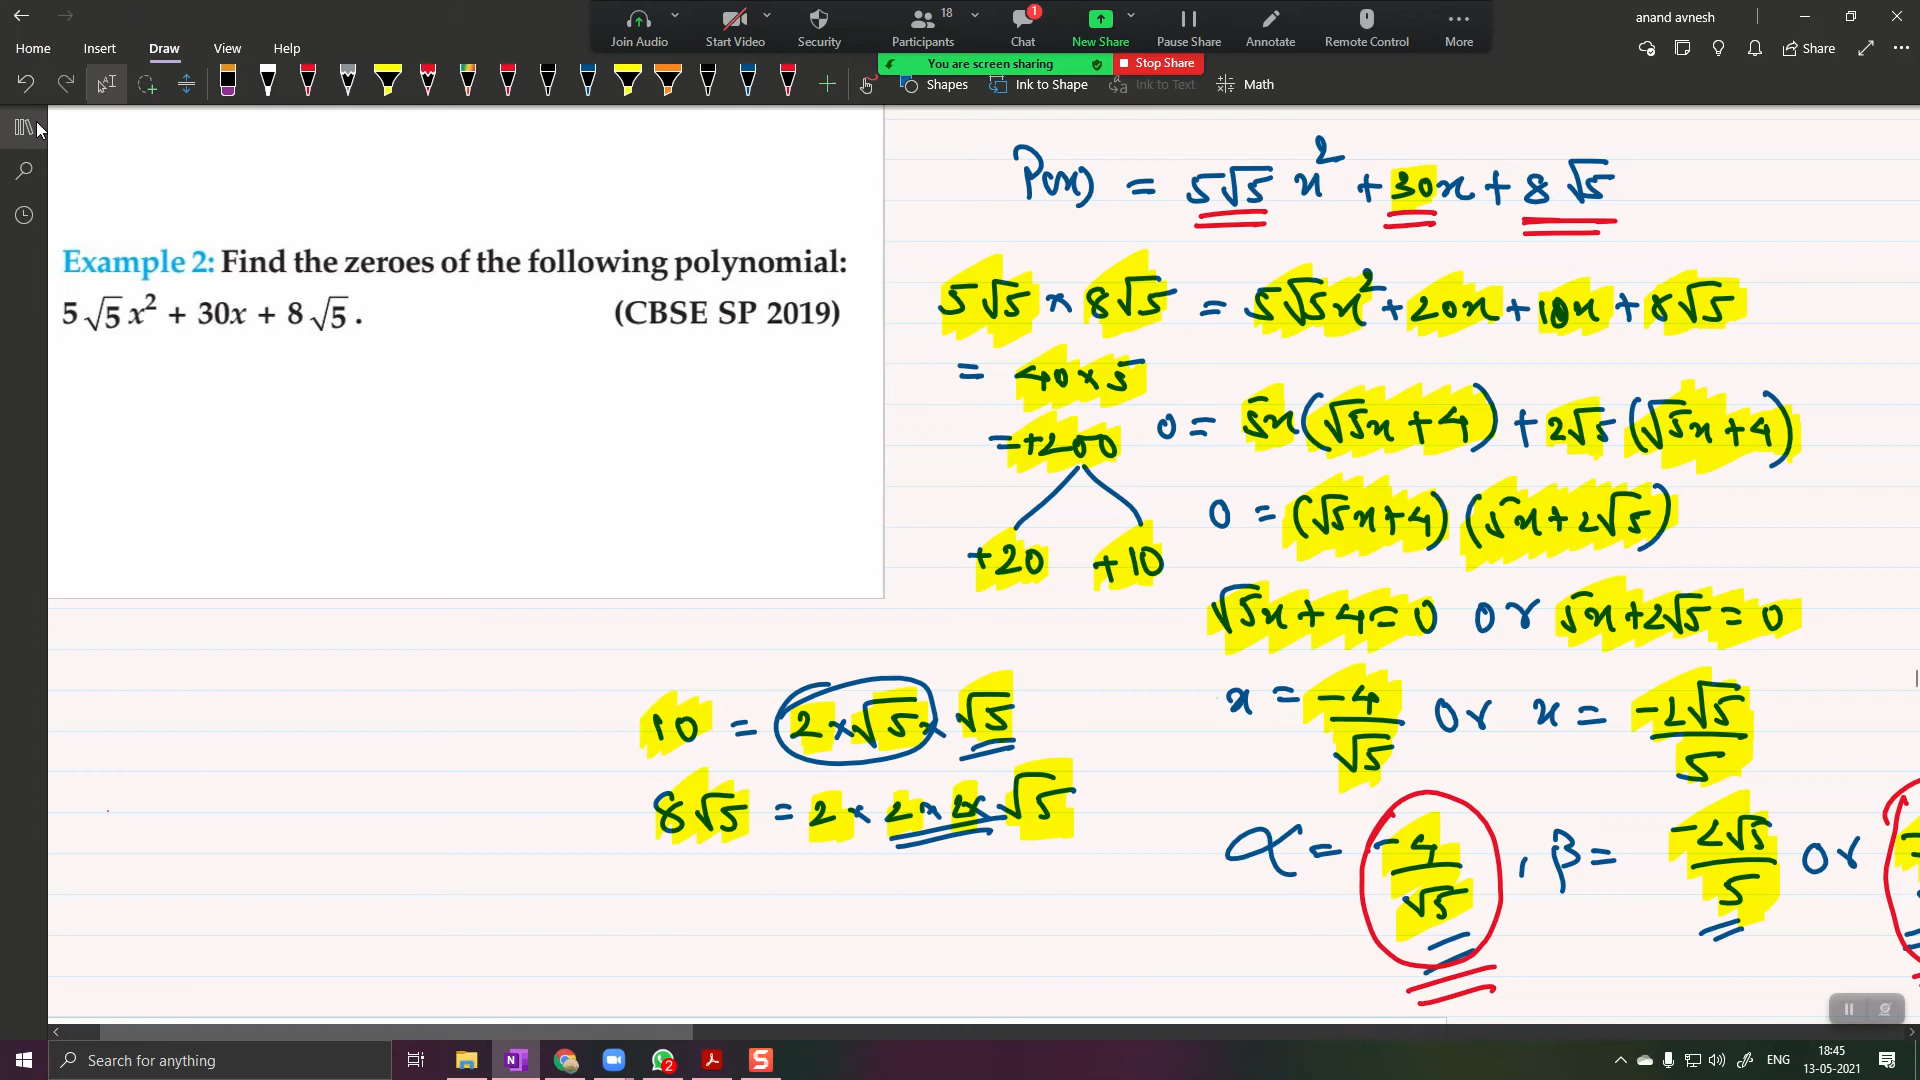 anand avnesh
Join Audio
Start Video
Security
18
Participants
1
Chat
New Share
Pause Share
Annotate
Remote Control
More
Home Insert Draw View Help
Share
You are screen sharing
Stop Share
Shapes
Ink to Shape
Ink to Text
Math
Example 2: Find the zeroes of the following polynomial:
5√5 x² + 30x + 8√5 . (CBSE SP 2019)
P(x) = 5√5 x² + 30x + 8√5
5√5 × 8√5 = 5√5x² + 20x + 10x + 8√5
= 40 × 5
= +200
0 = 5x(√5x + 4) + 2√5 (√5x + 4)
0 = (√5x + 4) (5x + 2√5)
+20 +10
√5x + 4 = 0 or 5x + 2√5 = 0
x = -4/√5 or x = -2√5/5
10 = 2 × √5 × √5
8√5 = 2 × 2 × 2 × √5
α = -4/√5 , β = -2√5/5 or
Search for anything
2
ENG
18:45
13-05-2021